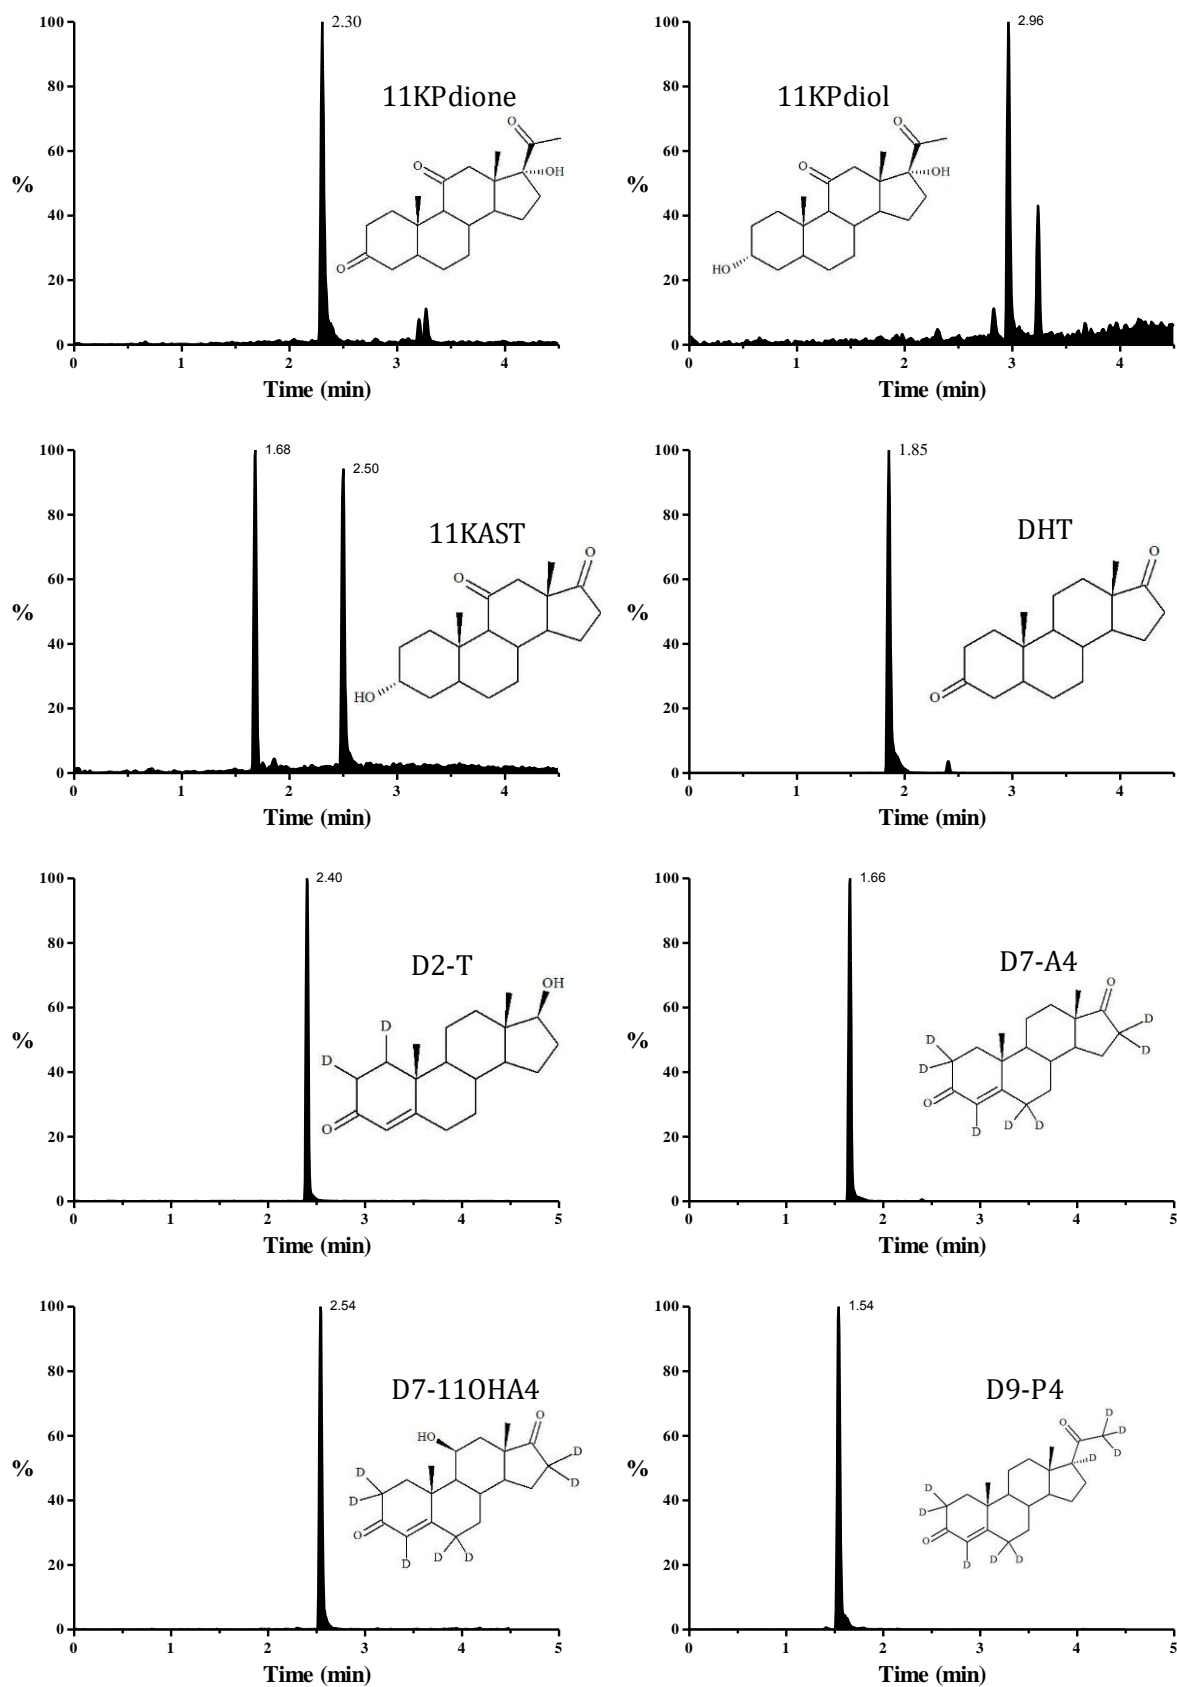 2.30
11KPdione
100
80
60
%
40
20
0
O
O
OH
O
0 1 2 3 4
Time (min)
2.96
11KPdiol
100
80
60
%
40
20
0
O
O
OH
HO
0 1 2 3 4
Time (min)
1.68
2.50
11KAST
100
80
60
%
40
20
0
O
O
HO
0 1 2 3 4
Time (min)
1.85
DHT
100
80
60
%
40
20
0
O
O
0 1 2 3 4
Time (min)
2.40
D2-T
100
80
60
%
40
20
0
OH
D
D
O
0 1 2 3 4 5
Time (min)
1.66
D7-A4
100
80
60
%
40
20
0
O
D
D
D
D
O
D
D
D
0 1 2 3 4 5
Time (min)
2.54
D7-11OHA4
100
80
60
%
40
20
0
O
HO
D
D
D
D
O
D
D
D
0 1 2 3 4 5
Time (min)
1.54
D9-P4
100
80
60
%
40
20
0
D
O
D
D
D
D
D
O
D
D
D
0 1 2 3 4 5
Time (min)